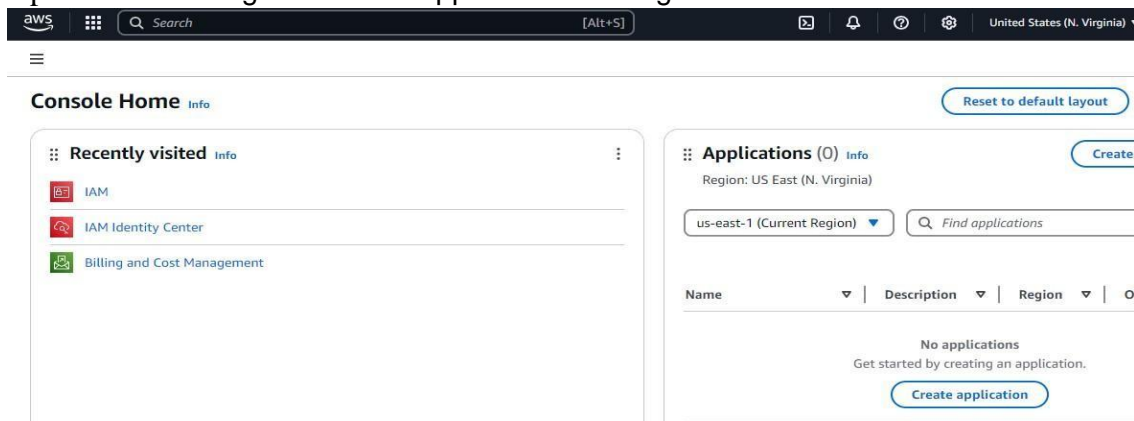 aws Search [Alt+S] United States (N. Virginia)
Console Home Info
Reset to default layout
Recently visited Info
IAM
IAM Identity Center
Billing and Cost Management
Applications (0) Info
Create
Region: US East (N. Virginia)
us-east-1 (Current Region) Find applications
Name Description Region O
No applications
Get started by creating an application.
Create application